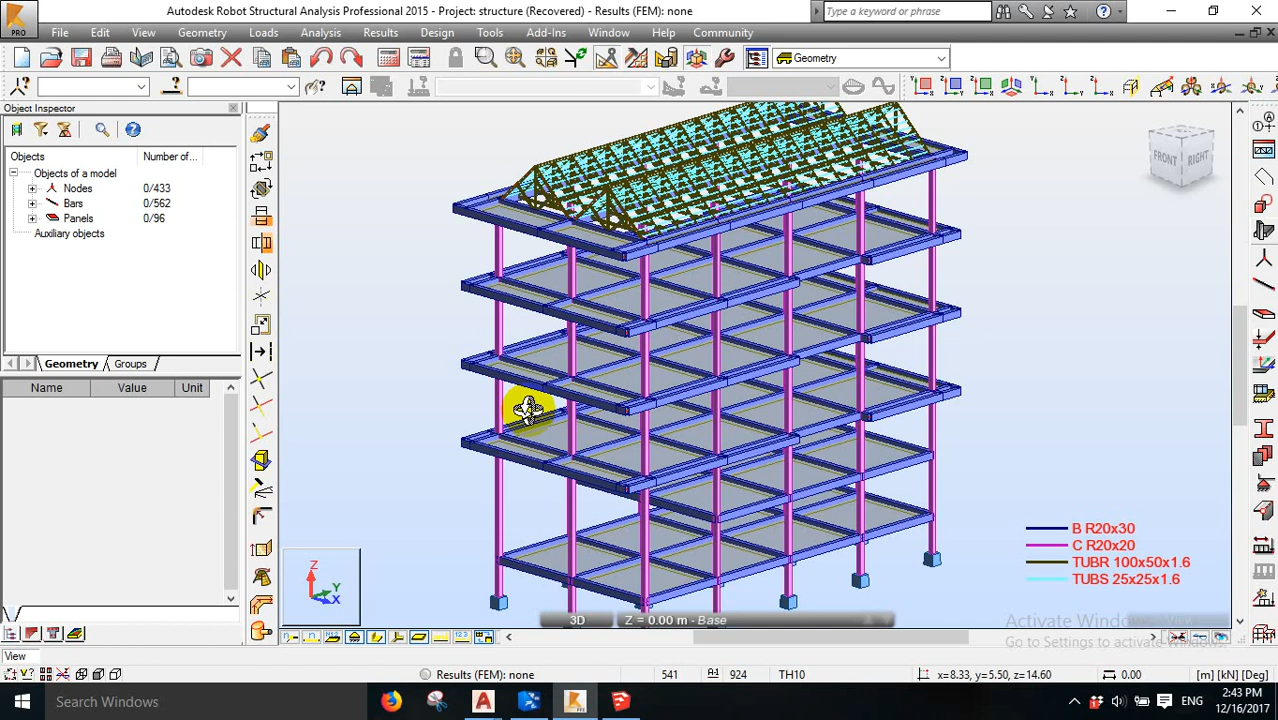 Autodesk Robot Structural Analysis Professional 2015 - Project: structure (Recovered) - Results (FEM): none
Type a keyword or phrase
PRO
File Edit View Geometry Loads Analysis Results Design Tools Add-Ins Window Help Community
Geometry
Object Inspector
Objects Number of...
Objects of a model
Nodes 0/433
Bars 0/562
Panels 0/96
Auxiliary objects
Geometry Groups
Name Value Unit
FRONT RIGHT
B R20x30
C R20x20
TUBR 100x50x1.6
TUBS 25x25x1.6
Z
Y
X
3D Z = 0.00 m - Base
Activate Windows
Go to Settings to activate Windows.
View
Results (FEM): none 541 924 TH10 x=8.33, y=5.50, z=14.60 0.00 [m] [kN] [Deg]
Search Windows
ENG
2:43 PM
12/16/2017